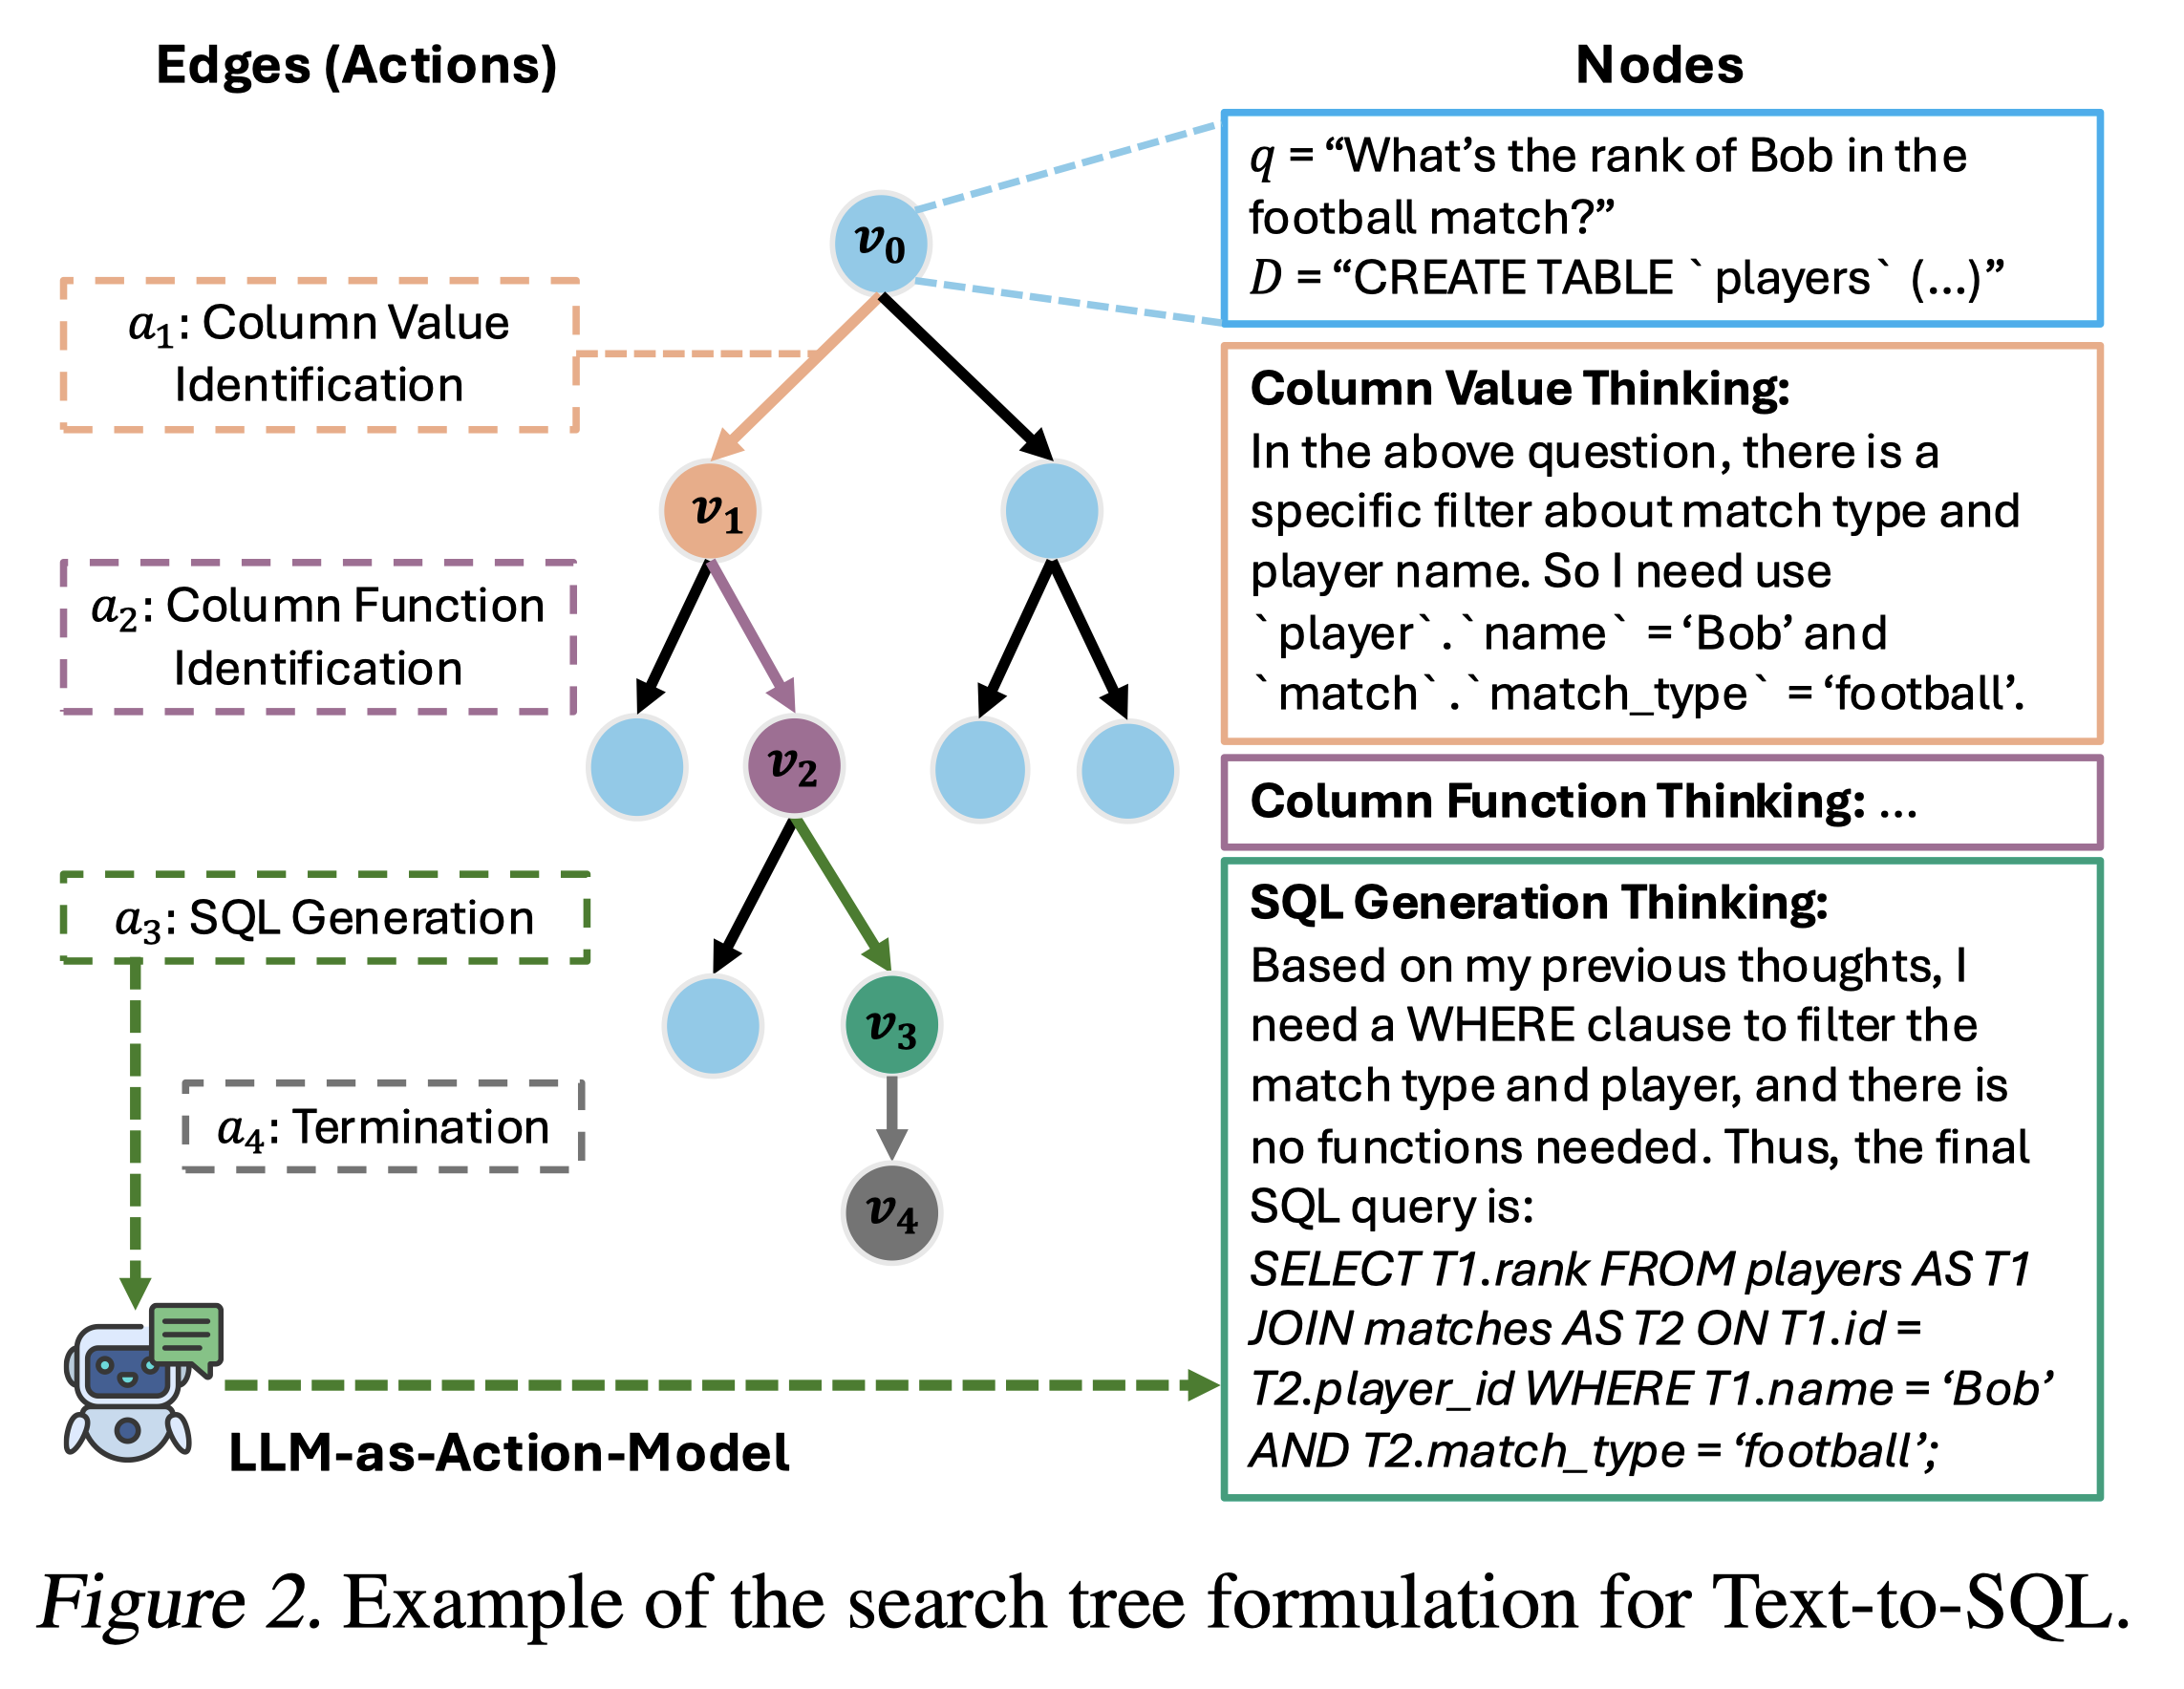 Edges (Actions)
Nodes
q = “What’s the rank of Bob in the
football match?”
D = “CREATE TABLE `players` (…)”
v0
a1: Column Value
Identification
Column Value Thinking:
In the above question, there is a
specific filter about match type and
player name. So I need use
`player`.`name` = ‘Bob’ and
`match`.`match_type` = ‘football’.
v1
a2: Column Function
Identification
v2
Column Function Thinking: …
a3: SQL Generation
SQL Generation Thinking:
Based on my previous thoughts, I
need a WHERE clause to filter the
match type and player, and there is
no functions needed. Thus, the final
SQL query is:
SELECT T1.rank FROM players AS T1
JOIN matches AS T2 ON T1.id =
T2.player_id WHERE T1.name = ‘Bob’
AND T2.match_type = ‘football’;
v3
a4: Termination
v4
LLM-as-Action-Model
Figure 2. Example of the search tree formulation for Text-to-SQL.